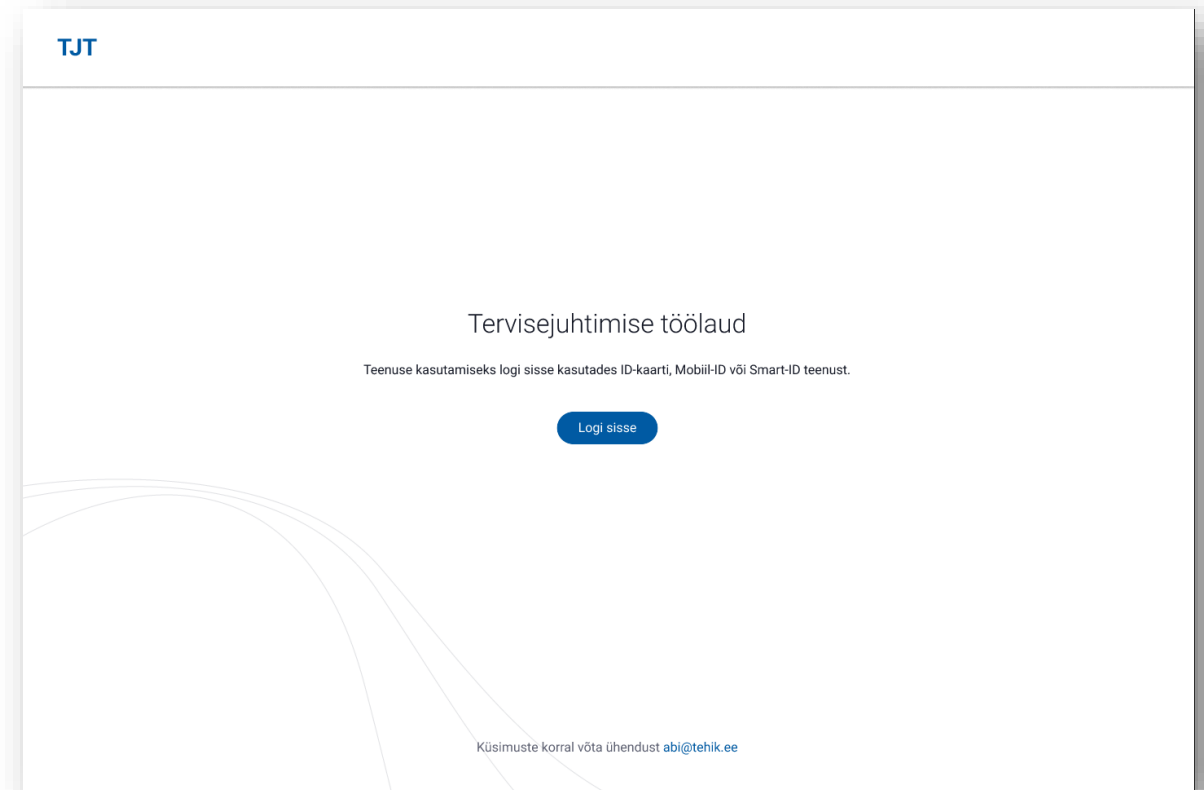 TJT
Tervisejuhtimise töölaud
Teenuse kasutamiseks logi sisse kasutades ID-kaarti, Mobiil-ID või Smart-ID teenust.
Logi sisse
Küsimuste korral võta ühendust abi@tehik.ee